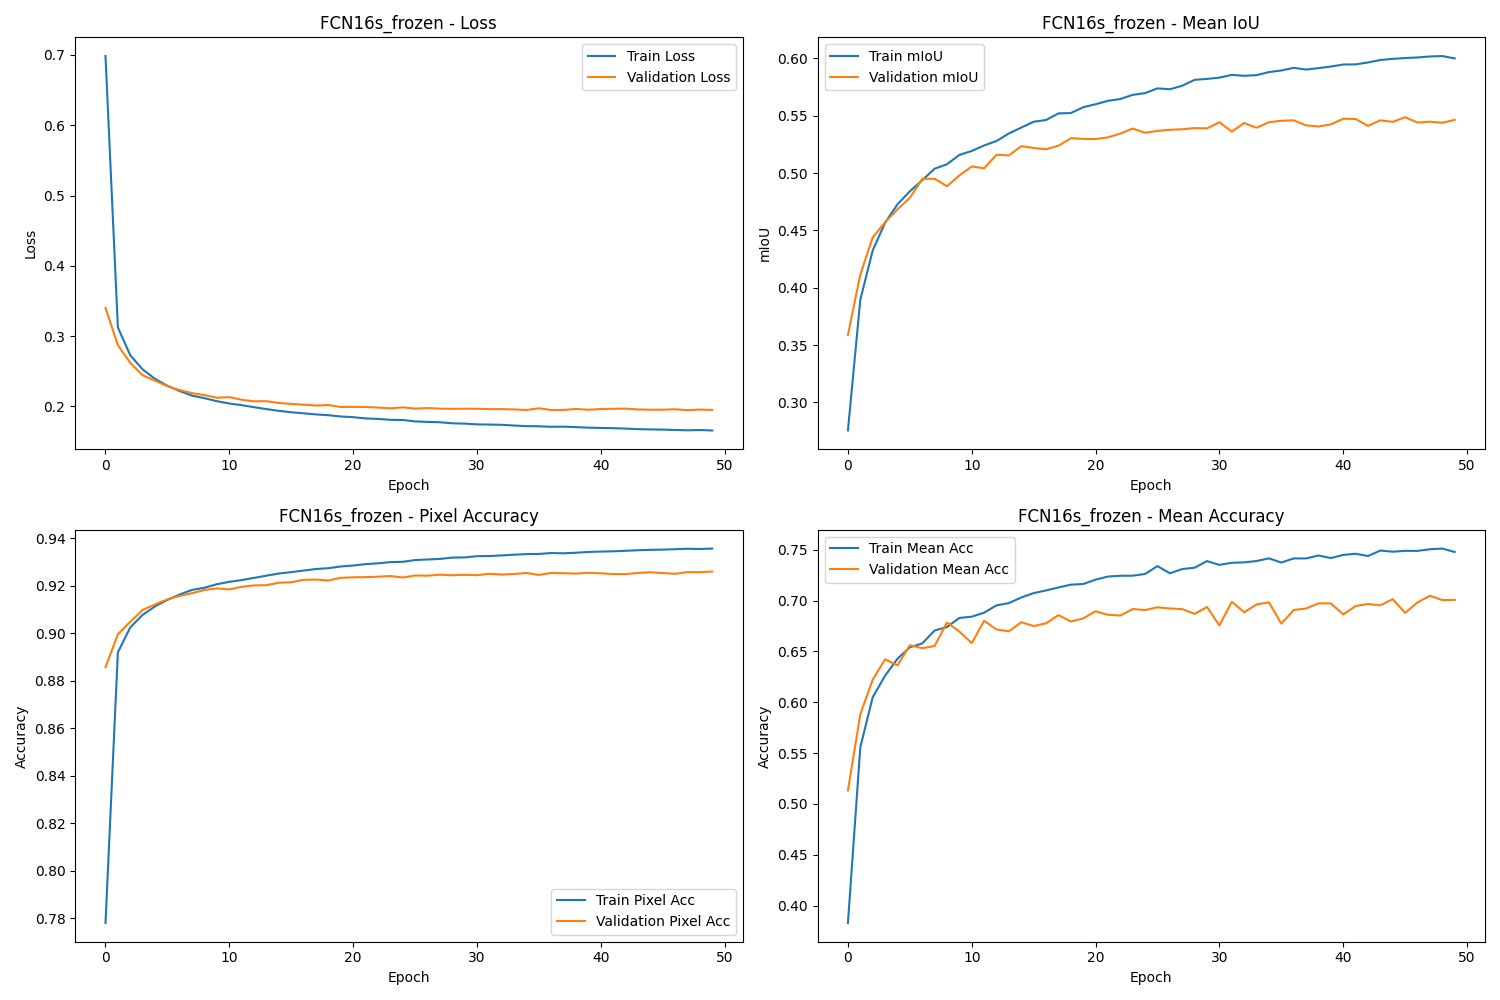 FCN16s_frozen - Loss
Train Loss
Validation Loss
0.7
0.6
0.5
0.4
0.3
0.2
Loss
0 10 20 30 40 50
Epoch
FCN16s_frozen - Mean IoU
Train mIoU
Validation mIoU
0.60
0.55
0.50
0.45
0.40
0.35
0.30
mIoU
0 10 20 30 40 50
Epoch
FCN16s_frozen - Pixel Accuracy
0.94
0.92
0.90
0.88
0.86
0.84
0.82
0.80
0.78
Accuracy
Train Pixel Acc
Validation Pixel Acc
0 10 20 30 40 50
Epoch
FCN16s_frozen - Mean Accuracy
Train Mean Acc
Validation Mean Acc
0.75
0.70
0.65
0.60
0.55
0.50
0.45
0.40
Accuracy
0 10 20 30 40 50
Epoch